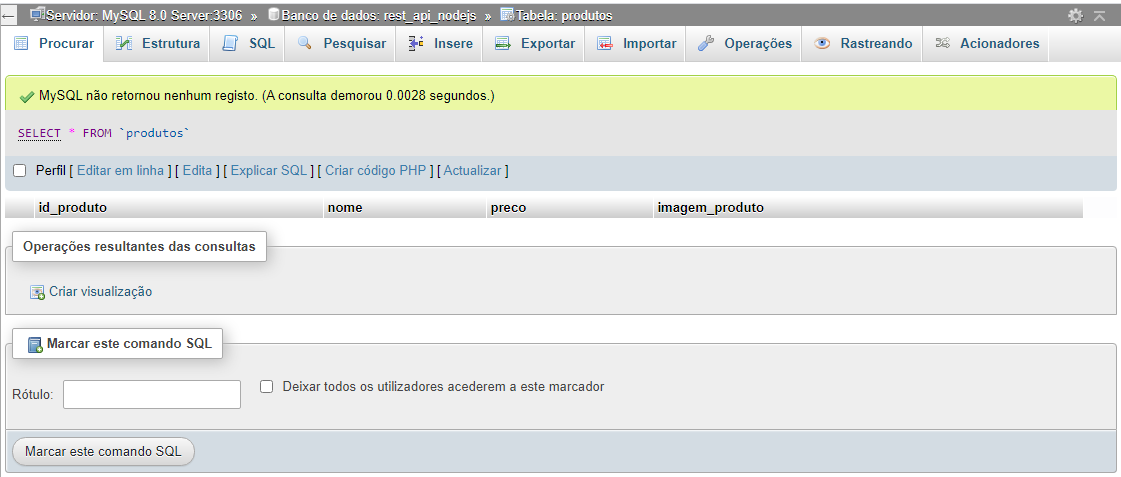 Servidor: MySQL 8.0 Server:3306 » Banco de dados: rest_api_nodejs » Tabela: produtos
Procurar Estrutura SQL Pesquisar Insere Exportar Importar Operações Rastreando Acionadores
MySQL não retornou nenhum registo. (A consulta demorou 0.0028 segundos.)
SELECT * FROM `produtos`
Perfil [ Editar em linha ] [ Edita ] [ Explicar SQL ] [ Criar código PHP ] [ Actualizar ]
id_produto nome preco imagem_produto
Operações resultantes das consultas
Criar visualização
Marcar este comando SQL
Rótulo: Deixar todos os utilizadores acederem a este marcador
Marcar este comando SQL